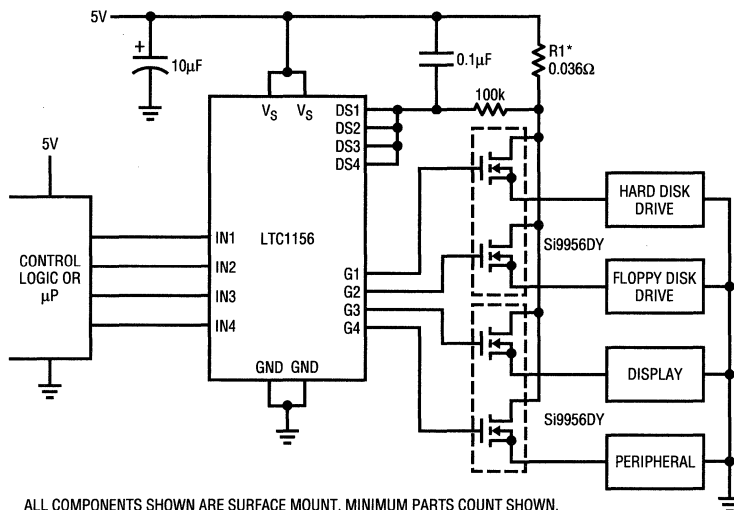 5V
+
10µF
0.1µF
R1*
0.036Ω
100k
VS VS
DS1
DS2
DS3
DS4
5V
CONTROL
LOGIC OR
µP
IN1
IN2
IN3
IN4
LTC1156
G1
G2
G3
G4
GND GND
Si9956DY
Si9956DY
HARD DISK
DRIVE
FLOPPY DISK
DRIVE
DISPLAY
PERIPHERAL
ALL COMPONENTS SHOWN ARE SURFACE MOUNT. MINIMUM PARTS COUNT SHOWN.